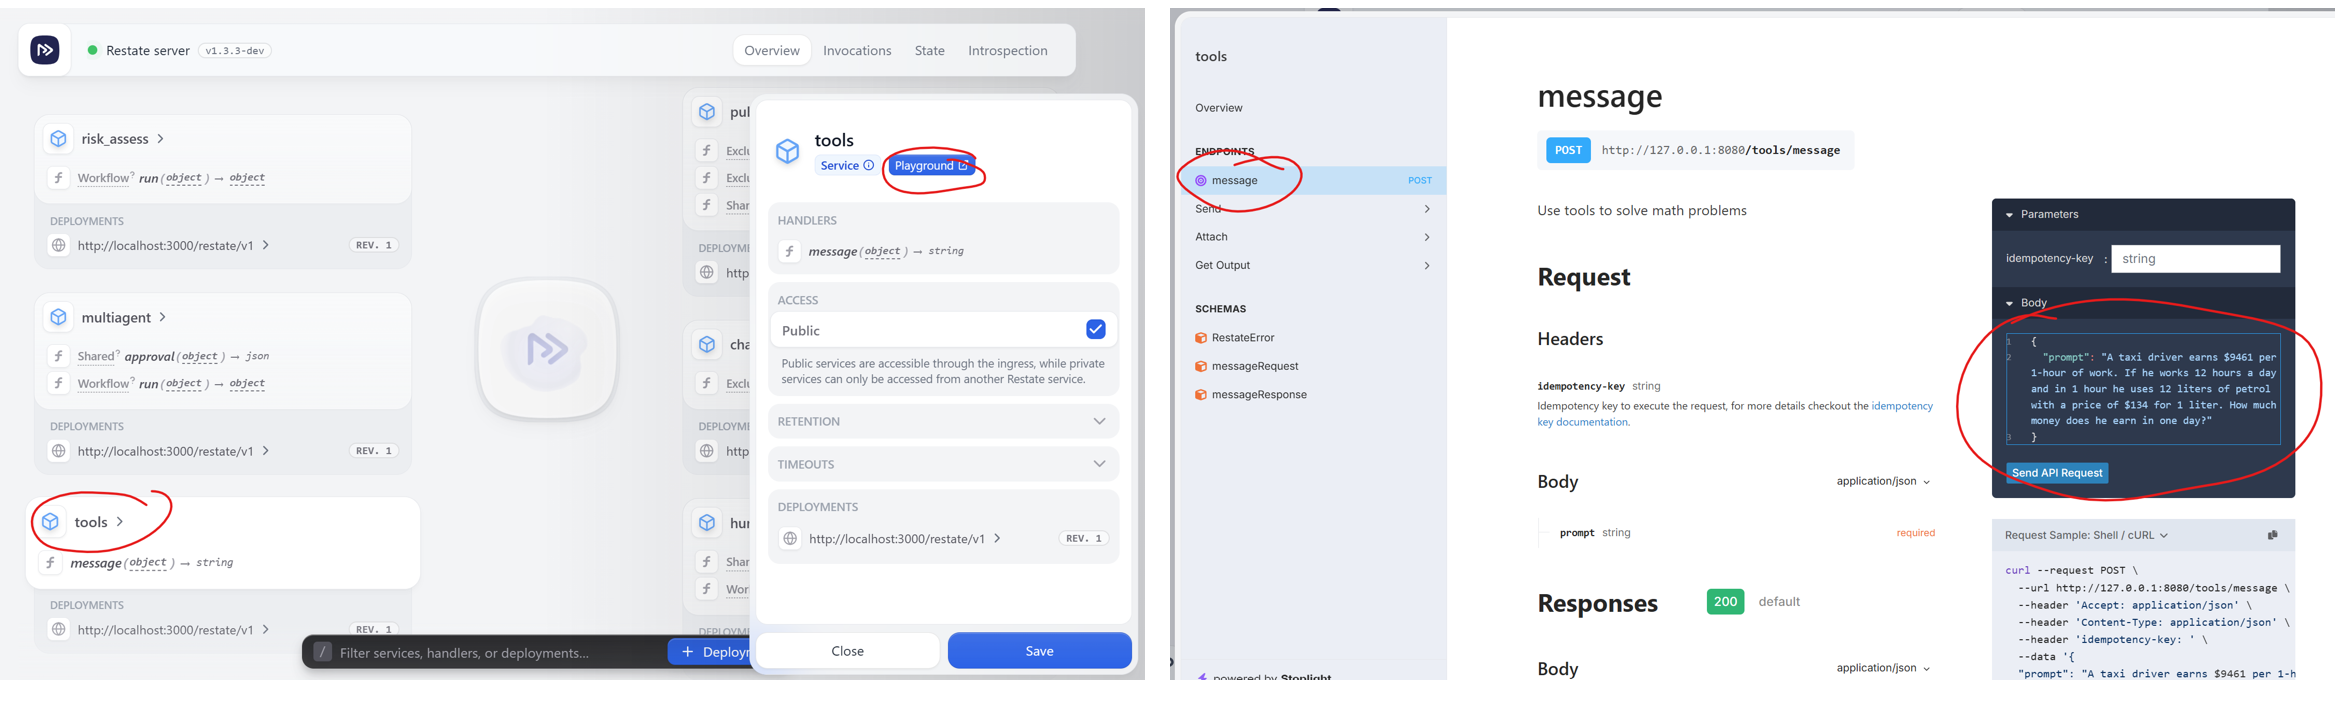 Restate server v1.3.3-dev
Overview Invocations State Introspection
risk_assess
Workflow? run(object) → object
DEPLOYMENTS
http://localhost:3000/restate/v1 REV. 1
multiagent
Shared? approval(object) → json
Workflow? run(object) → object
DEPLOYMENTS
http://localhost:3000/restate/v1 REV. 1
tools
message(object) → string
DEPLOYMENTS
http://localhost:3000/restate/v1 REV. 1
/ Filter services, handlers, or deployments...
+ Deployr
pul
Exclu
Exclu
Shar
DEPLOYME
http
cha
Exclu
DEPLOYME
http
hur
Shar
Wor
DEPLOYME
tools
Service Playground
HANDLERS
message(object) → string
ACCESS
Public
Public services are accessible through the ingress, while private
services can only be accessed from another Restate service.
RETENTION
TIMEOUTS
DEPLOYMENTS
http://localhost:3000/restate/v1 REV. 1
Close Save
tools
Overview
ENDPOINTS
message POST
Send
Attach
Get Output
SCHEMAS
RestateError
messageRequest
messageResponse
powered by Stoplight
message
POST http://127.0.0.1:8080/tools/message
Use tools to solve math problems
Request
Headers
idempotency-key string
Idempotency key to execute the request, for more details checkout the idempotency
key documentation.
Body application/json
prompt string required
Responses 200 default
Body application/json
Parameters
idempotency-key : string
Body
1 {
2 "prompt": "A taxi driver earns $9461 per
1-hour of work. If he works 12 hours a day
and in 1 hour he uses 12 liters of petrol
with a price of $134 for 1 liter. How much
money does he earn in one day?"
3 }
Send API Request
Request Sample: Shell / cURL
curl --request POST \
--url http://127.0.0.1:8080/tools/message \
--header 'Accept: application/json' \
--header 'Content-Type: application/json' \
--header 'idempotency-key: ' \
--data '{
"prompt": "A taxi driver earns $9461 per 1-h